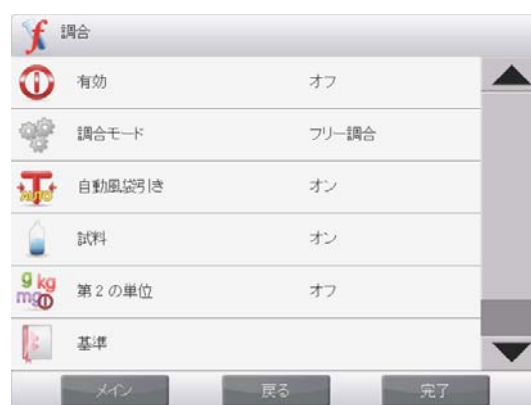 調合
有効 オフ
調合モード フリー調合
AUTO
自動風袋引き オン
試料 オン
g kg
mg
第2の単位 オフ
基準
メイン 戻る 完了